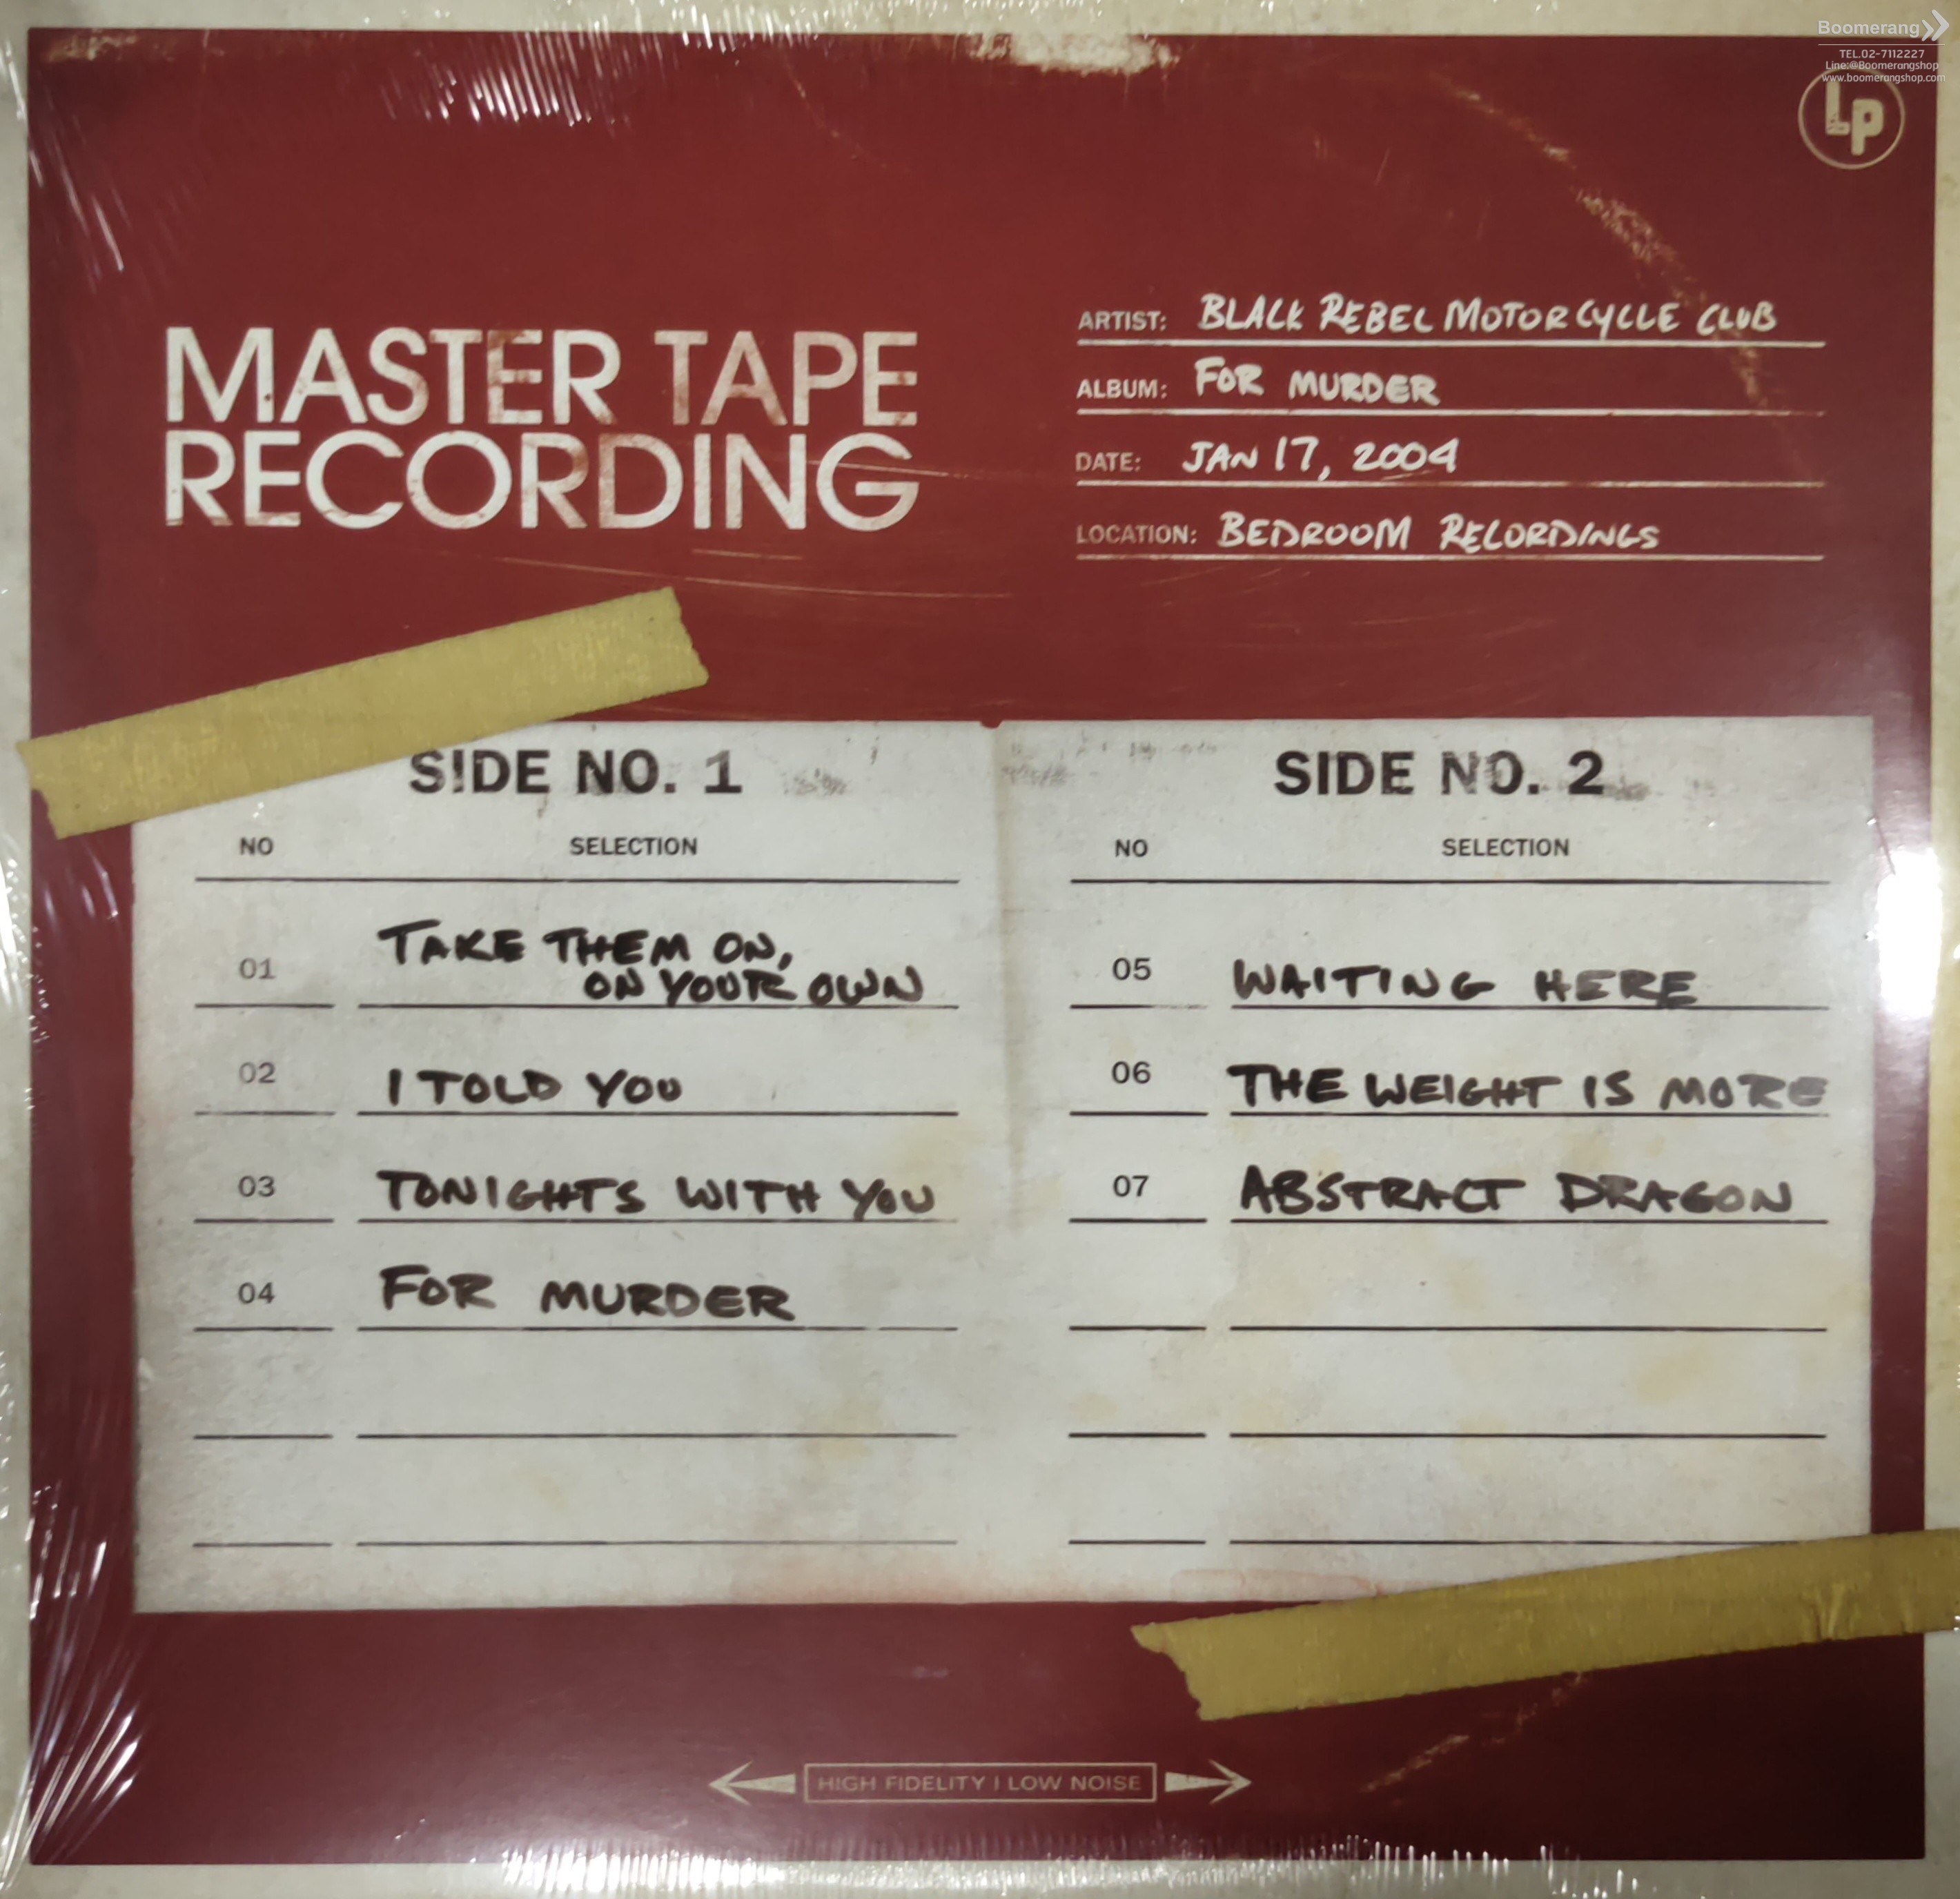 Boomerang
TEL.02-7112227
Line:@Boomerangshop
www.boomerangshop.com
LP
MASTER TAPE
RECORDING
ARTIST: BLACK REBEL MOTORCYCLE CLUB
ALBUM: FOR MURDER
DATE: JAN 17, 2004
LOCATION: BEDROOM RECORDINGS
SIDE NO. 1
NO SELECTION
01 TAKE THEM ON,
ON YOUR OWN
02 I TOLD YOU
03 TONIGHTS WITH YOU
04 FOR MURDER
SIDE NO. 2
NO SELECTION
05 WAITING HERE
06 THE WEIGHT IS MORE
07 ABSTRACT DRAGON
HIGH FIDELITY | LOW NOISE